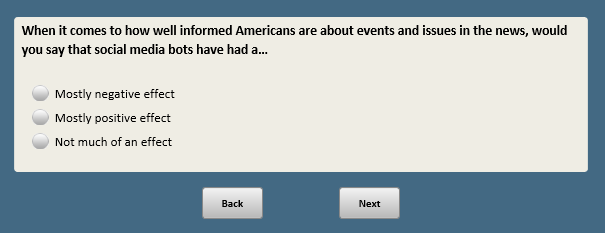 When it comes to how well informed Americans are about events and issues in the news, would
you say that social media bots have had a...
Mostly negative effect
Mostly positive effect
Not much of an effect
Back
Next